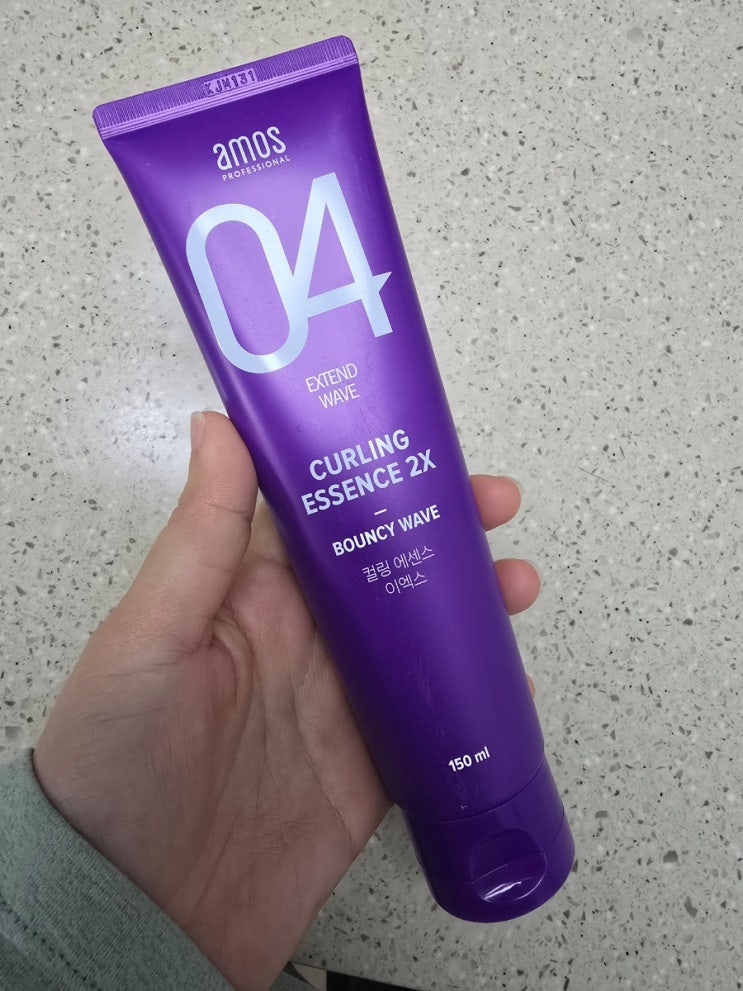 KJM131
amos
PROFESSIONAL
04
EXTEND
WAVE
CURLING
ESSENCE 2X
BOUNCY WAVE
컬링 에센스
이엑스
150 ml